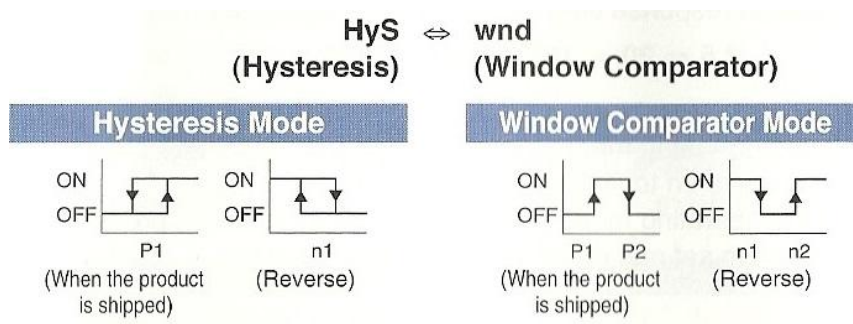 HyS ⇔ wnd
(Hysteresis) (Window Comparator)
Hysteresis Mode
ON
OFF
P1
(When the product
is shipped)
ON
OFF
n1
(Reverse)
Window Comparator Mode
ON
OFF
P1 P2
(When the product
is shipped)
ON
OFF
n1 n2
(Reverse)